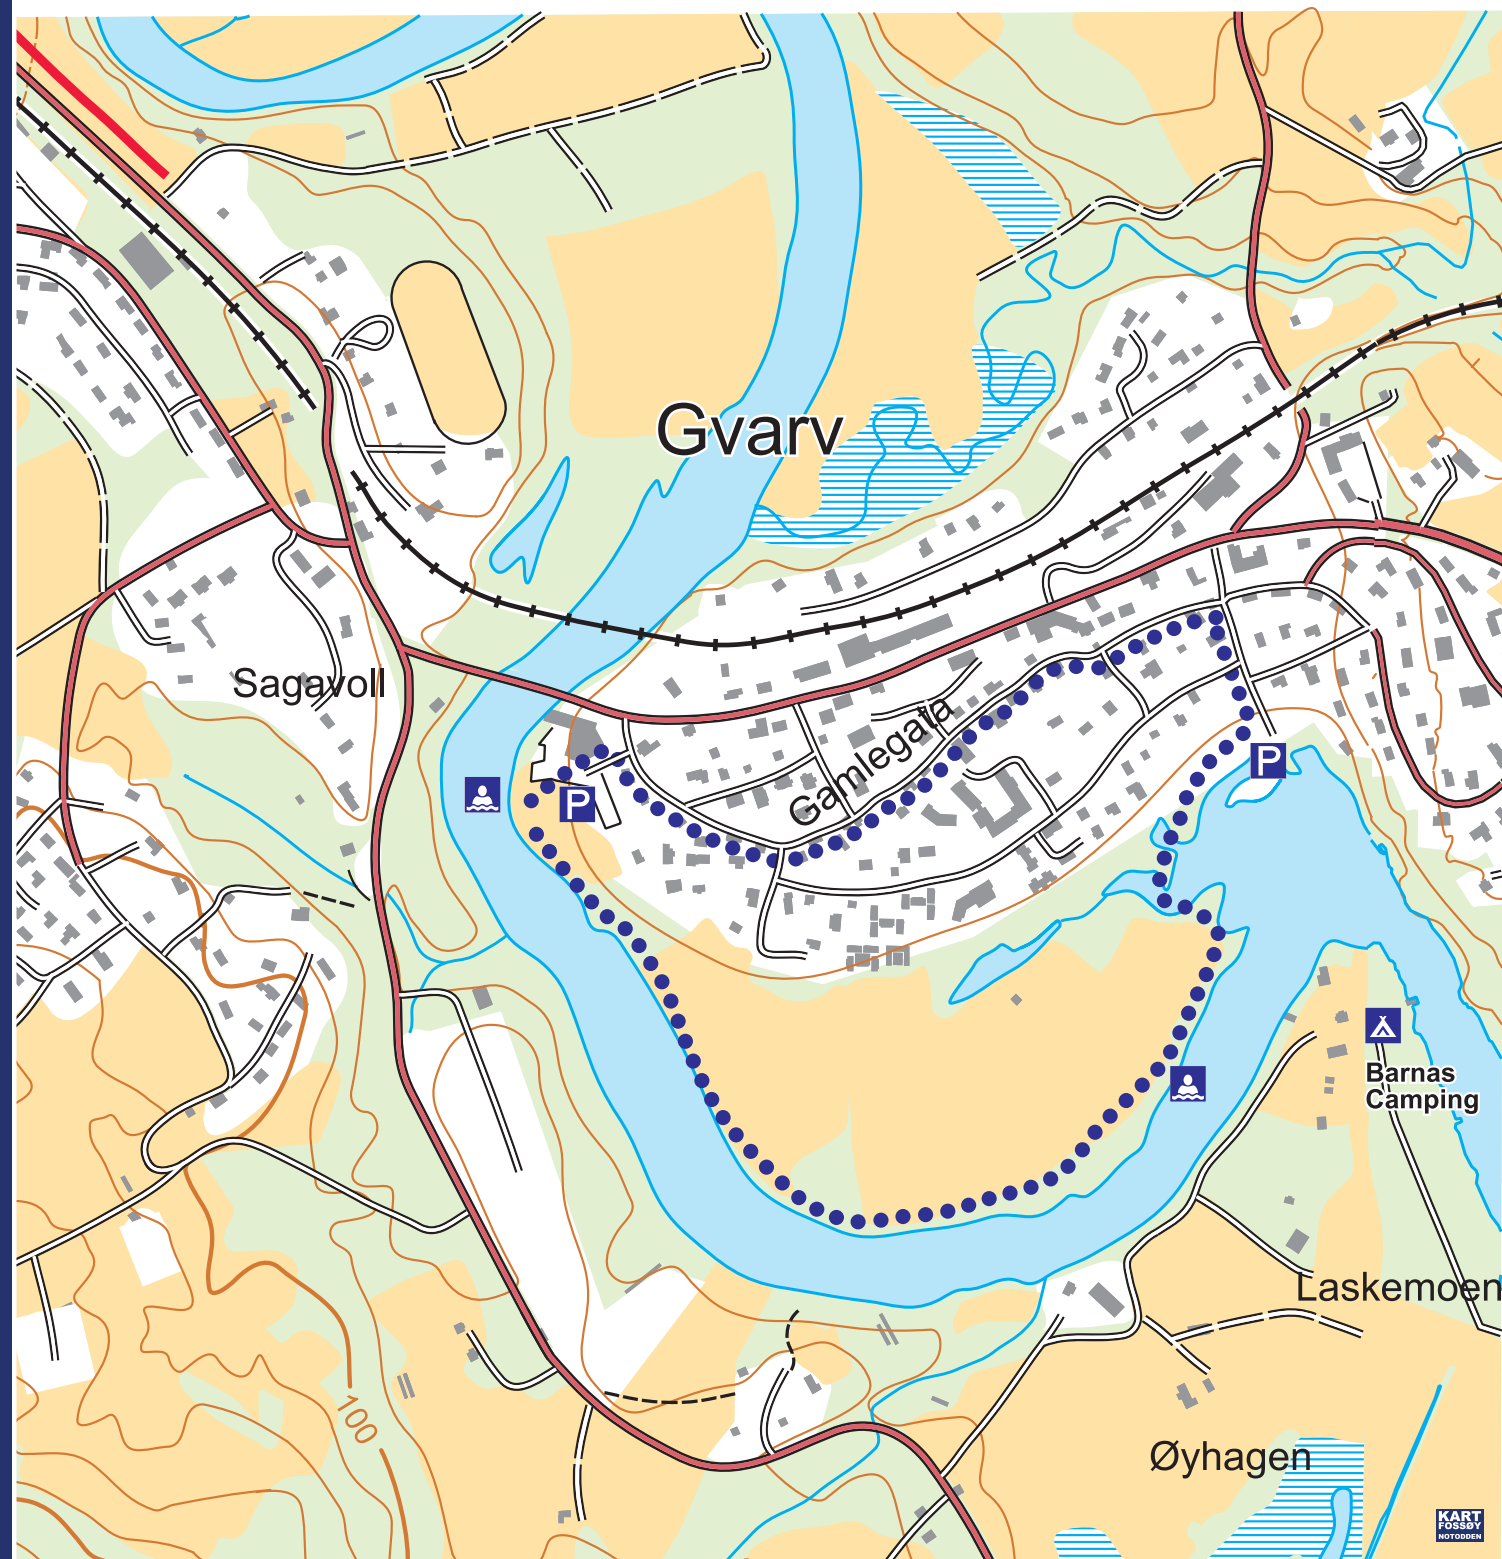 Gvarv
Sagavoll
Gamlegata
P
P
Barnas
Camping
Laskemoen
100
Øyhagen
KART
FOSSØY
NOTODDEN